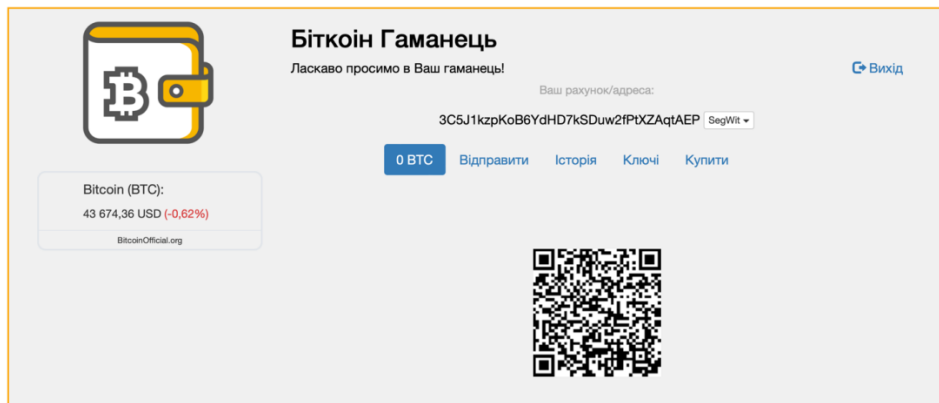 Біткоін Гаманець
Ласкаво просимо в Ваш гаманець!
Вихід
Ваш рахунок/адреса:
3C5J1kzpKoB6YdHD7kSDuw2fPtXZAqtAEP SegWit
0 BTC Відправити Історія Ключі Купити
Bitcoin (BTC):
43 674,36 USD (-0,62%)
BitcoinOfficial.org